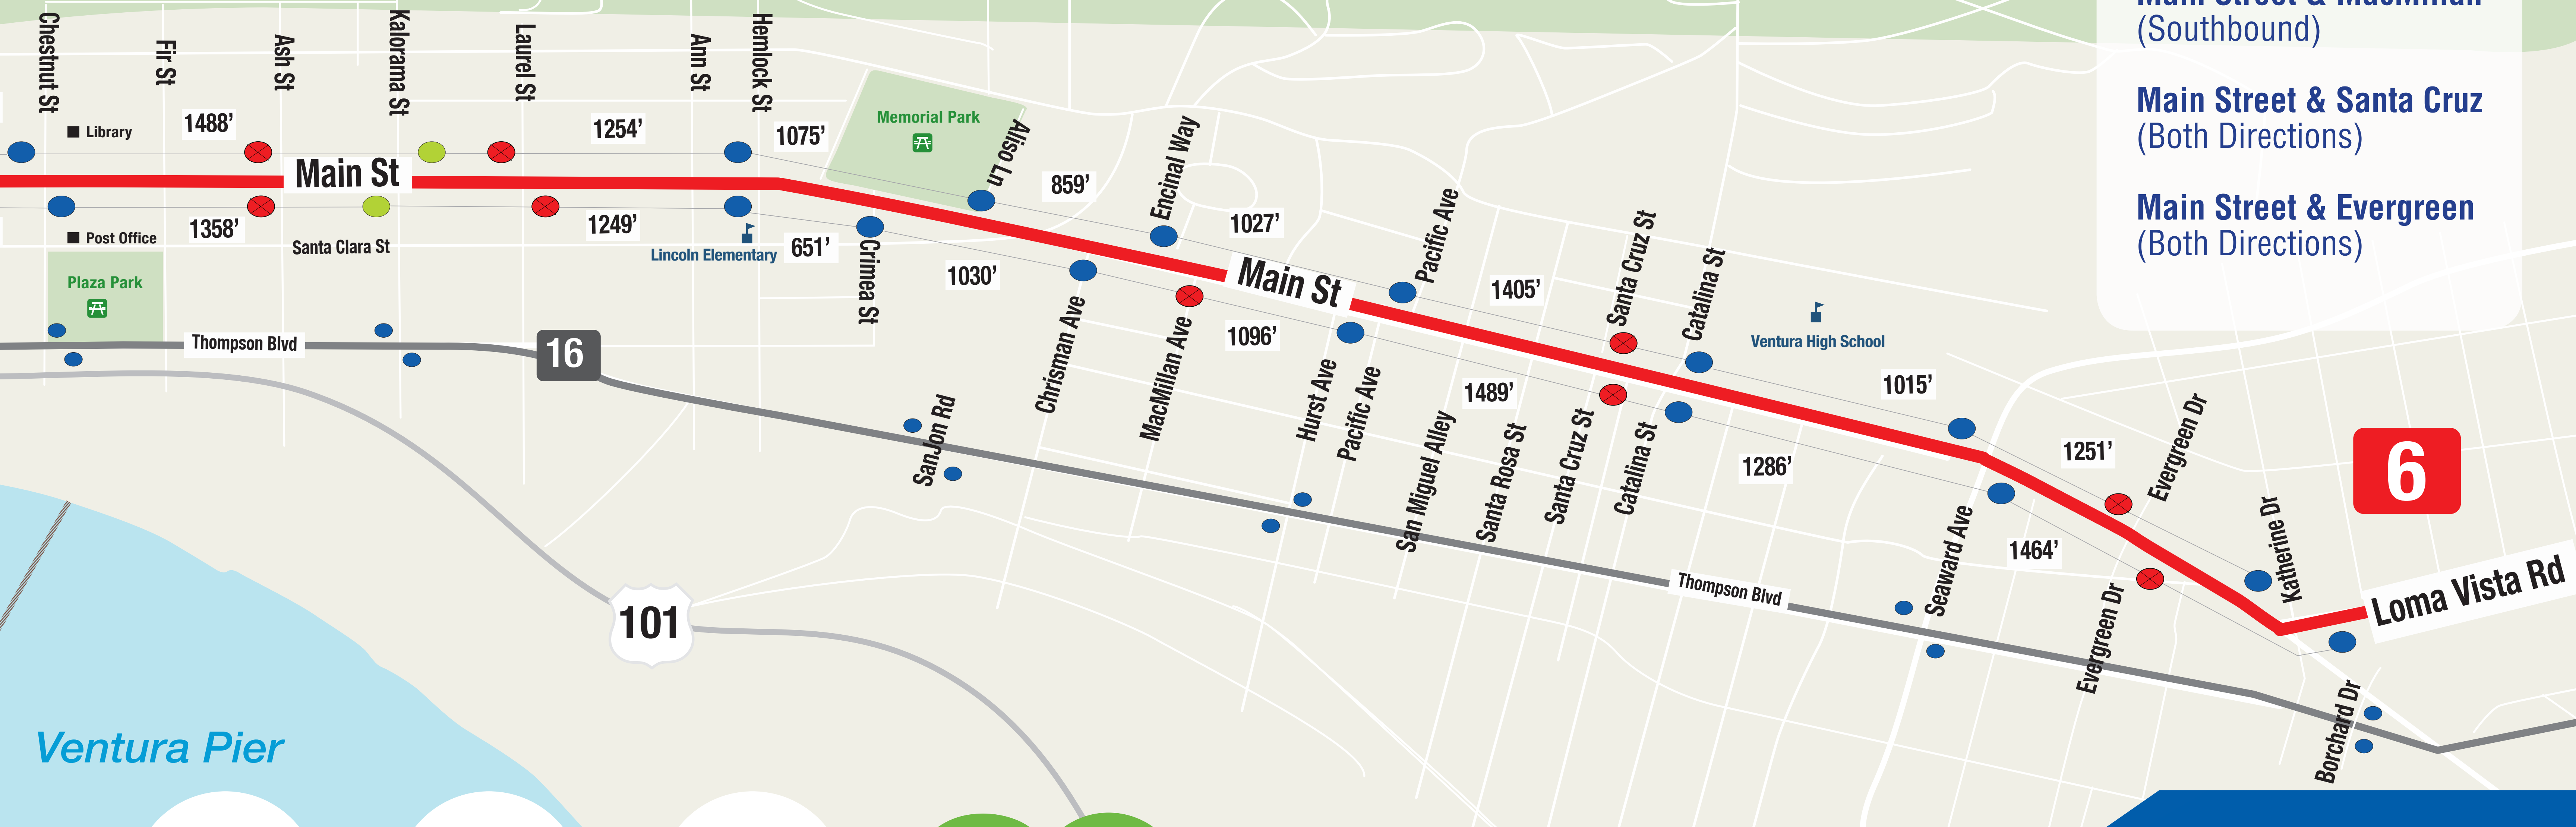 Main Street & MacMillan
(Southbound)
Main Street & Santa Cruz
(Both Directions)
Main Street & Evergreen
(Both Directions)
Chestnut St
Fir St
Ash St
Kalorama St
Laurel St
Ann St
Hemlock St
Library
1488’
1254’
1075’
Memorial Park
Aliso Ln
859’
Encinal Way
1027’
Pacific Ave
1405’
Santa Cruz St
Catalina St
Ventura High School
1015’
1251’
Evergreen Dr
Katherine Dr
6
Main St
Main St
Loma Vista Rd
Post Office
1358’
Santa Clara St
1249’
Lincoln Elementary
651’
Crimea St
1030’
Chrisman Ave
MacMillan Ave
1096’
Hurst Ave
Pacific Ave
San Miguel Alley
1489’
Santa Rosa St
Santa Cruz St
Catalina St
1286’
Seaward Ave
1464’
Evergreen Dr
Borchard Dr
Plaza Park
Thompson Blvd
16
SanJon Rd
Thompson Blvd
101
Ventura Pier